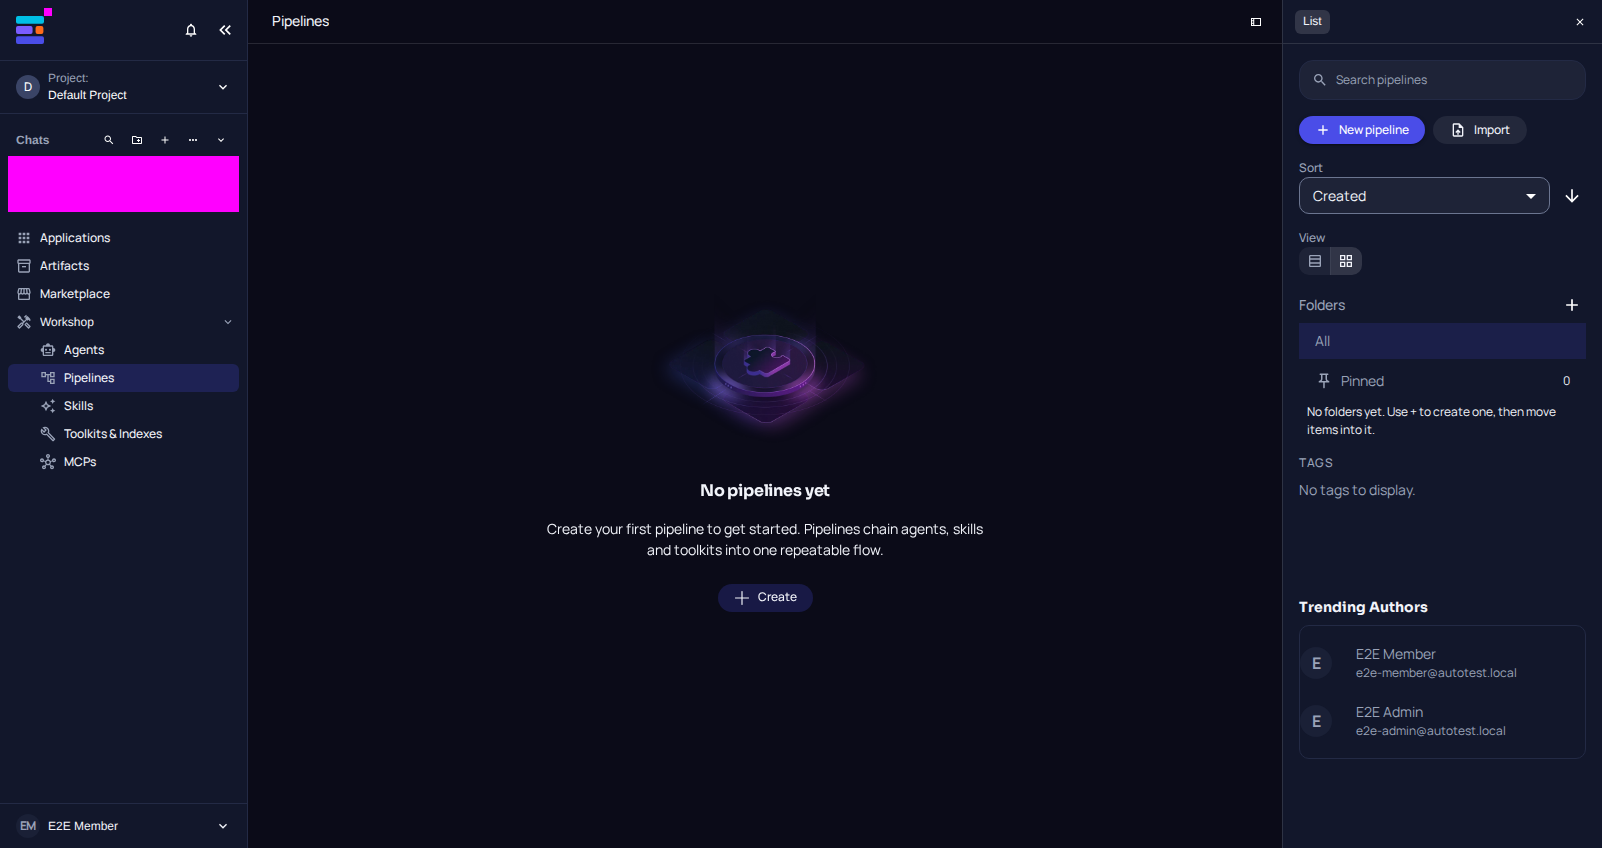 Pipelines
List
D
Project:
Default Project
Chats
Applications
Artifacts
Marketplace
Workshop
Agents
Pipelines
Skills
Toolkits & Indexes
MCPs
EM
E2E Member
No pipelines yet
Create your first pipeline to get started. Pipelines chain agents, skills
and toolkits into one repeatable flow.
Create
Search pipelines
New pipeline
Import
Sort
Created
View
Folders
All
Pinned
0
No folders yet. Use + to create one, then move
items into it.
TAGS
No tags to display.
Trending Authors
E
E2E Member
e2e-member@autotest.local
E
E2E Admin
e2e-admin@autotest.local